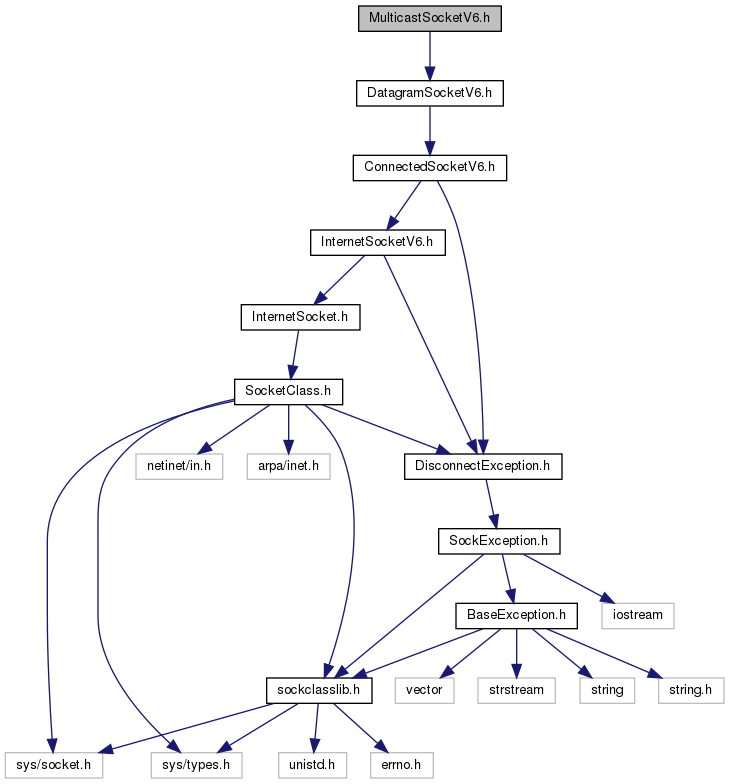 MulticastSocketV6.h
DatagramSocketV6.h
ConnectedSocketV6.h
InternetSocketV6.h
InternetSocket.h
SocketClass.h
netinet/in.h
arpa/inet.h
DisconnectException.h
SockException.h
BaseException.h
iostream
sockclasslib.h
vector
strstream
string
string.h
sys/socket.h
sys/types.h
unistd.h
errno.h